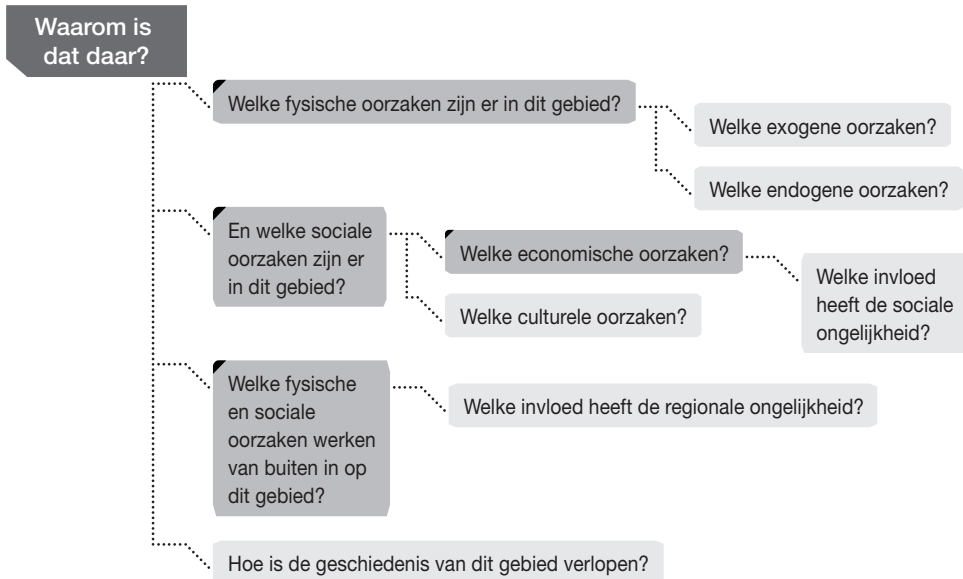 Waarom is
dat daar?
Welke fysische oorzaken zijn er in dit gebied?
Welke exogene oorzaken?
Welke endogene oorzaken?
En welke sociale
oorzaken zijn er
in dit gebied?
Welke economische oorzaken?
Welke invloed
heeft de sociale
ongelijkheid?
Welke culturele oorzaken?
Welke fysische
en sociale
oorzaken werken
van buiten in op
dit gebied?
Welke invloed heeft de regionale ongelijkheid?
Hoe is de geschiedenis van dit gebied verlopen?